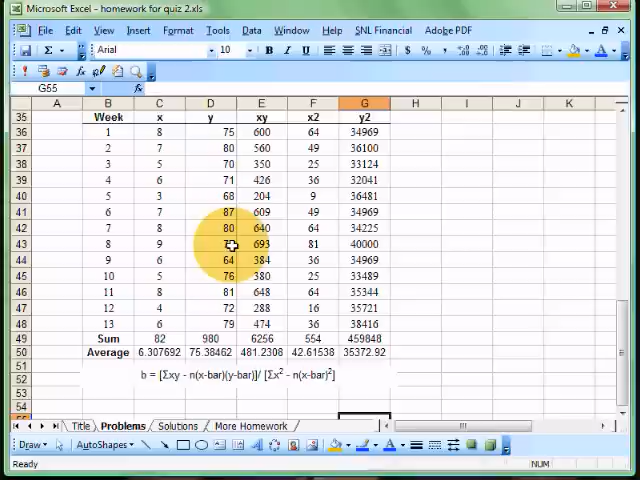 Microsoft Excel - homework for quiz 2.xls
File Edit View Insert Format Tools Data Window Help SNL Financial Adobe PDF
Σ Arial 10 B I U $ % ,
G55 fx
A B C D E F G H I J K
35 Week x y xy x2 y2
36 1 8 75 600 64 34969
37 2 7 80 560 49 36100
38 3 5 70 350 25 33124
39 4 6 71 426 36 32041
40 5 3 68 204 9 36481
41 6 7 87 609 49 34969
42 7 8 80 640 64 34225
43 8 9 693 81 40000
44 9 6 64 384 36 34969
45 10 5 76 380 25 33489
46 11 8 81 648 64 35344
47 12 4 72 288 16 35721
48 13 6 79 474 36 38416
49 Sum 82 980 6256 554 459848
50 Average 6.307692 75.38462 481.2308 42.61538 35372.92
51
52 b = [Σxy - n(x-bar)(y-bar)]/ [Σx² - n(x-bar)²]
53
54
55
Title Problems Solutions More Homework
Draw AutoShapes
Ready NUM